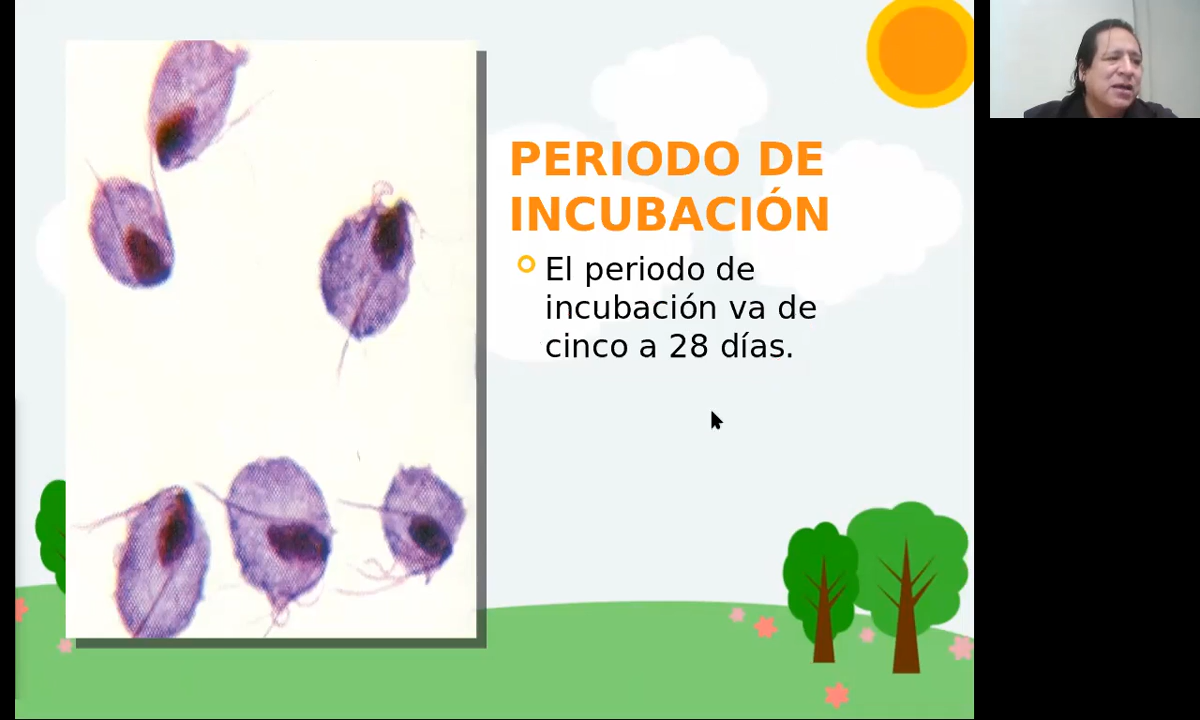 PERIODO DE
INCUBACIÓN
El periodo de
incubación va de
cinco a 28 días.